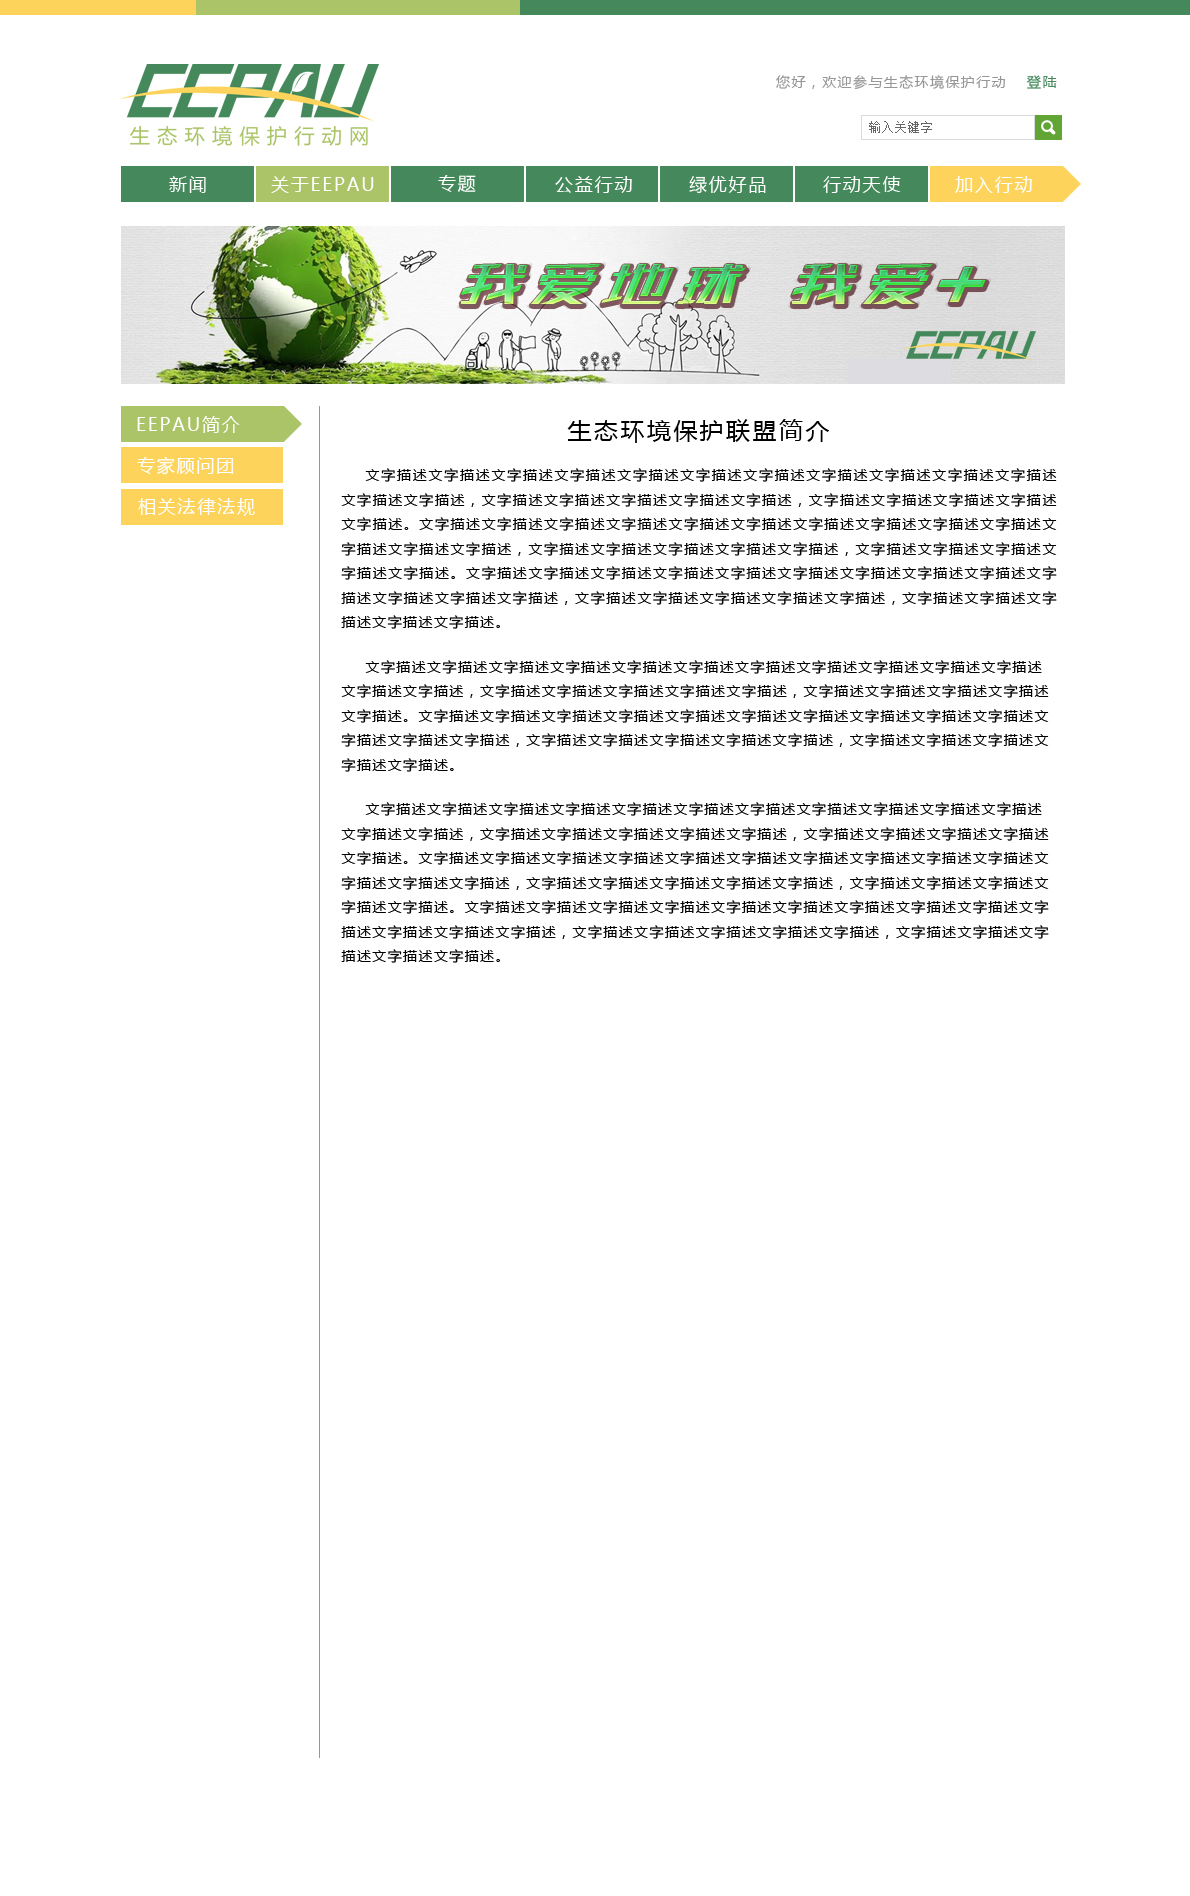 EEPAU
生态环境保护行动网
您好，欢迎参与生态环境保护行动 登陆
输入关键字
新闻 关于EEPAU 专题 公益行动 绿优好品 行动天使 加入行动
我爱地球 我爱+
EEPAU
EEPAU简介
专家顾问团
相关法律法规
生态环境保护联盟简介
文字描述文字描述文字描述文字描述文字描述文字描述文字描述文字描述文字描述文字描述文字描述
文字描述文字描述，文字描述文字描述文字描述文字描述文字描述，文字描述文字描述文字描述文字描述
文字描述。文字描述文字描述文字描述文字描述文字描述文字描述文字描述文字描述文字描述文字描述文
字描述文字描述文字描述，文字描述文字描述文字描述文字描述文字描述，文字描述文字描述文字描述文
字描述文字描述。文字描述文字描述文字描述文字描述文字描述文字描述文字描述文字描述文字描述文字
描述文字描述文字描述文字描述，文字描述文字描述文字描述文字描述文字描述，文字描述文字描述文字
描述文字描述文字描述。
文字描述文字描述文字描述文字描述文字描述文字描述文字描述文字描述文字描述文字描述文字描述
文字描述文字描述，文字描述文字描述文字描述文字描述文字描述，文字描述文字描述文字描述文字描述
文字描述。文字描述文字描述文字描述文字描述文字描述文字描述文字描述文字描述文字描述文字描述文
字描述文字描述文字描述，文字描述文字描述文字描述文字描述文字描述，文字描述文字描述文字描述文
字描述文字描述。
文字描述文字描述文字描述文字描述文字描述文字描述文字描述文字描述文字描述文字描述文字描述
文字描述文字描述，文字描述文字描述文字描述文字描述文字描述，文字描述文字描述文字描述文字描述
文字描述。文字描述文字描述文字描述文字描述文字描述文字描述文字描述文字描述文字描述文字描述文
字描述文字描述文字描述，文字描述文字描述文字描述文字描述文字描述，文字描述文字描述文字描述文
字描述文字描述。文字描述文字描述文字描述文字描述文字描述文字描述文字描述文字描述文字描述文字
描述文字描述文字描述文字描述，文字描述文字描述文字描述文字描述文字描述，文字描述文字描述文字
描述文字描述文字描述。